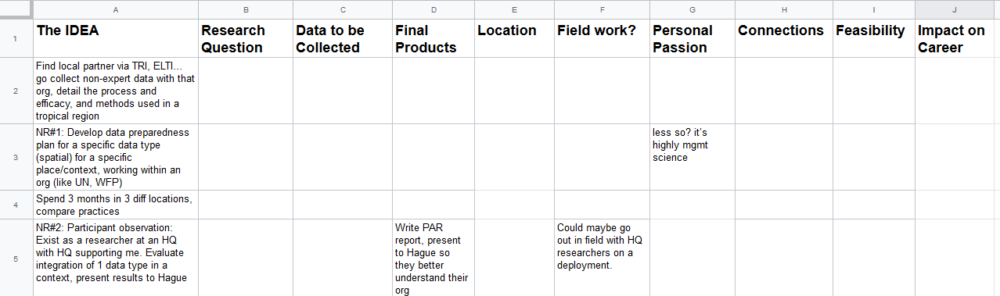 A B C D E F G H I J
1 The IDEA Research Question Data to be Collected Final Products Location Field work? Personal Passion Connections Feasibility Impact on Career
2
Find local partner via TRI, ELTI...
go collect non-expert data with that
org, detail the process and
efficacy, and methods used in a
tropical region
3
NR#1: Develop data preparedness
plan for a specific data type
(spatial) for a specific
place/context, working within an
org (like UN, WFP)
less so? it's
highly mgmt
science
4
Spend 3 months in 3 diff locations,
compare practices
5
NR#2: Participant observation:
Exist as a researcher at an HQ
with HQ supporting me. Evaluate
integration of 1 data type in a
context, present results to Hague
Write PAR
report, present
to Hague so
they better
understand their
org
Could maybe go
out in field with HQ
researchers on a
deployment.